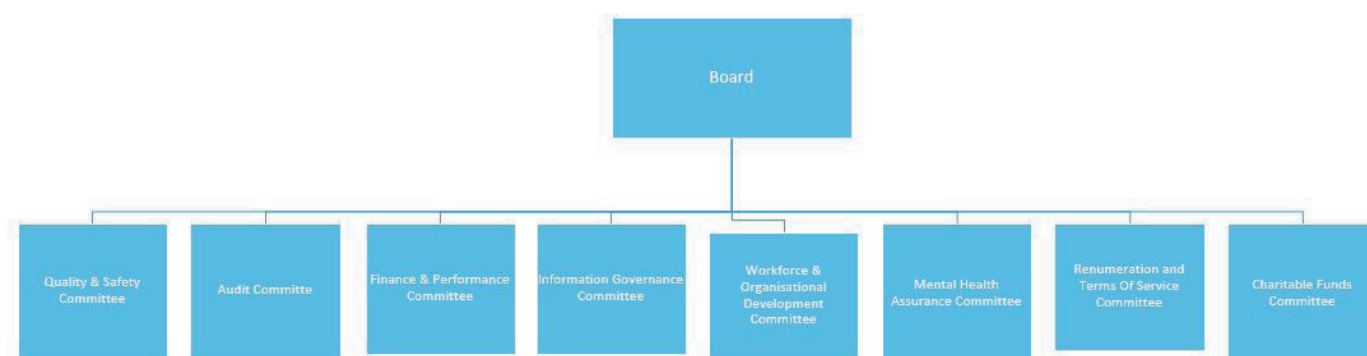 Board
Quality & Safety
Committee
Audit Committe
Finance & Performance
Committee
Information Governance
Committee
Workforce &
Organisational
Development
Committee
Mental Health
Assurance Committee
Renumeration and
Terms Of Service
Committee
Charitable Funds
Committee